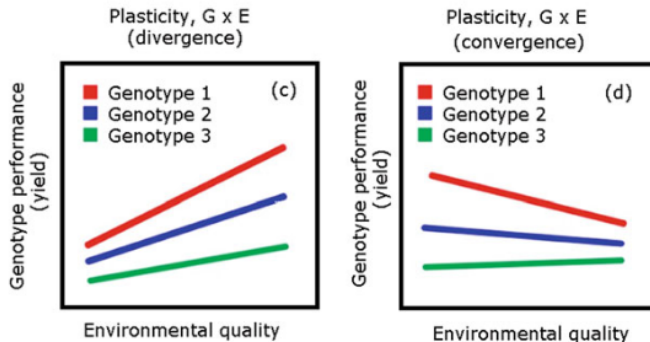 Plasticity, G x E
(divergence)
Genotype performance
(yield)
Genotype 1
Genotype 2
Genotype 3
(c)
Environmental quality
Plasticity, G x E
(convergence)
Genotype performance
(yield)
Genotype 1
Genotype 2
Genotype 3
(d)
Environmental quality